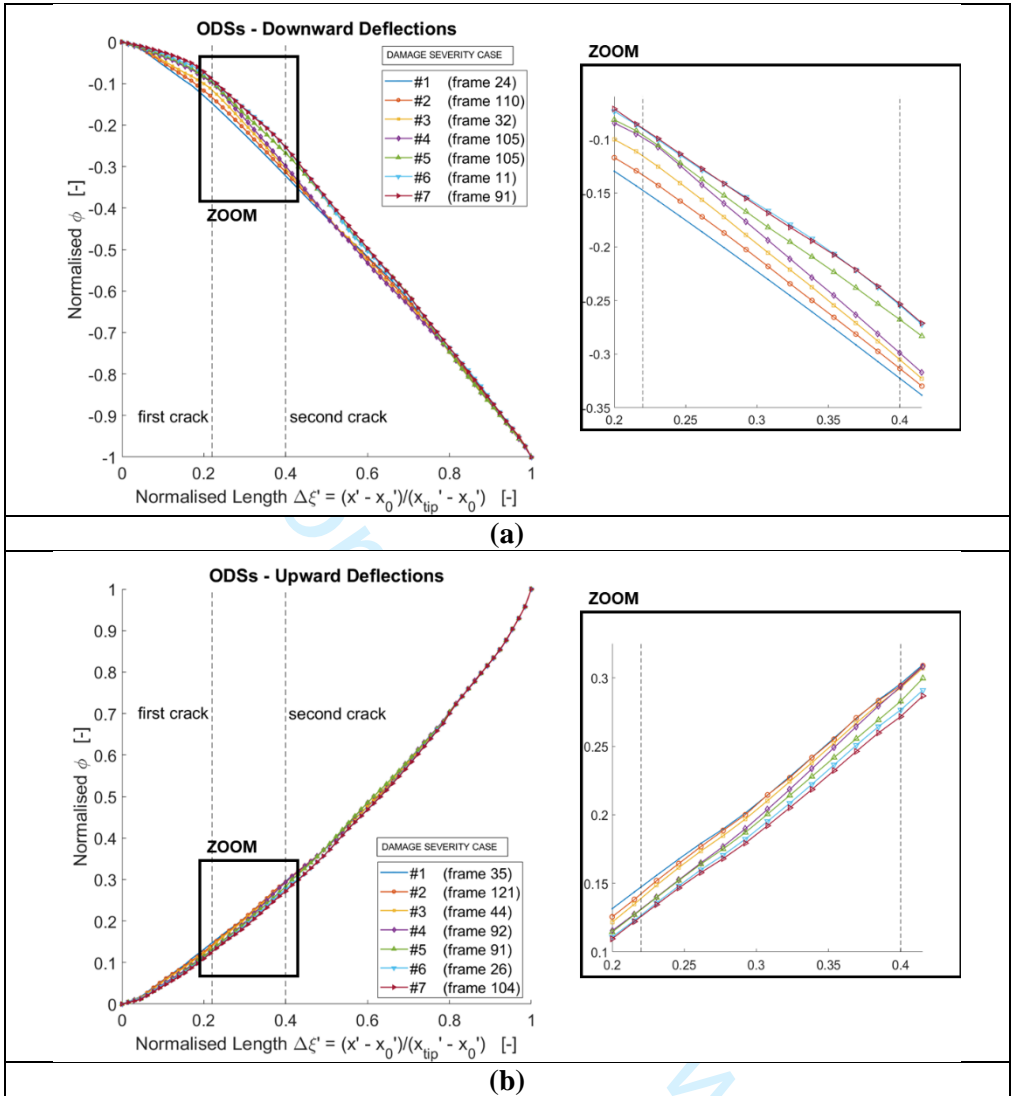 ODSs - Downward Deflections
0
-0.1
-0.2
-0.3
-0.4
-0.5
-0.6
-0.7
-0.8
-0.9
-1
Normalised ϕ [-]
DAMAGE SEVERITY CASE
#1 (frame 24)
#2 (frame 110)
#3 (frame 32)
#4 (frame 105)
#5 (frame 105)
#6 (frame 11)
#7 (frame 91)
ZOOM
first crack
second crack
0 0.2 0.4 0.6 0.8 1
Normalised Length Δξ' = (x' - x0')/(xtip' - x0') [-]
ZOOM
-0.1
-0.15
-0.2
-0.25
-0.3
-0.35
0.2 0.25 0.3 0.35 0.4
(a)
ODSs - Upward Deflections
1
0.9
0.8
0.7
0.6
0.5
0.4
0.3
0.2
0.1
0
Normalised ϕ [-]
first crack
second crack
ZOOM
DAMAGE SEVERITY CASE
#1 (frame 35)
#2 (frame 121)
#3 (frame 44)
#4 (frame 92)
#5 (frame 91)
#6 (frame 26)
#7 (frame 104)
0 0.2 0.4 0.6 0.8 1
Normalised Length Δξ' = (x' - x0')/(xtip' - x0') [-]
ZOOM
0.3
0.25
0.2
0.15
0.1
0.2 0.25 0.3 0.35 0.4
(b)